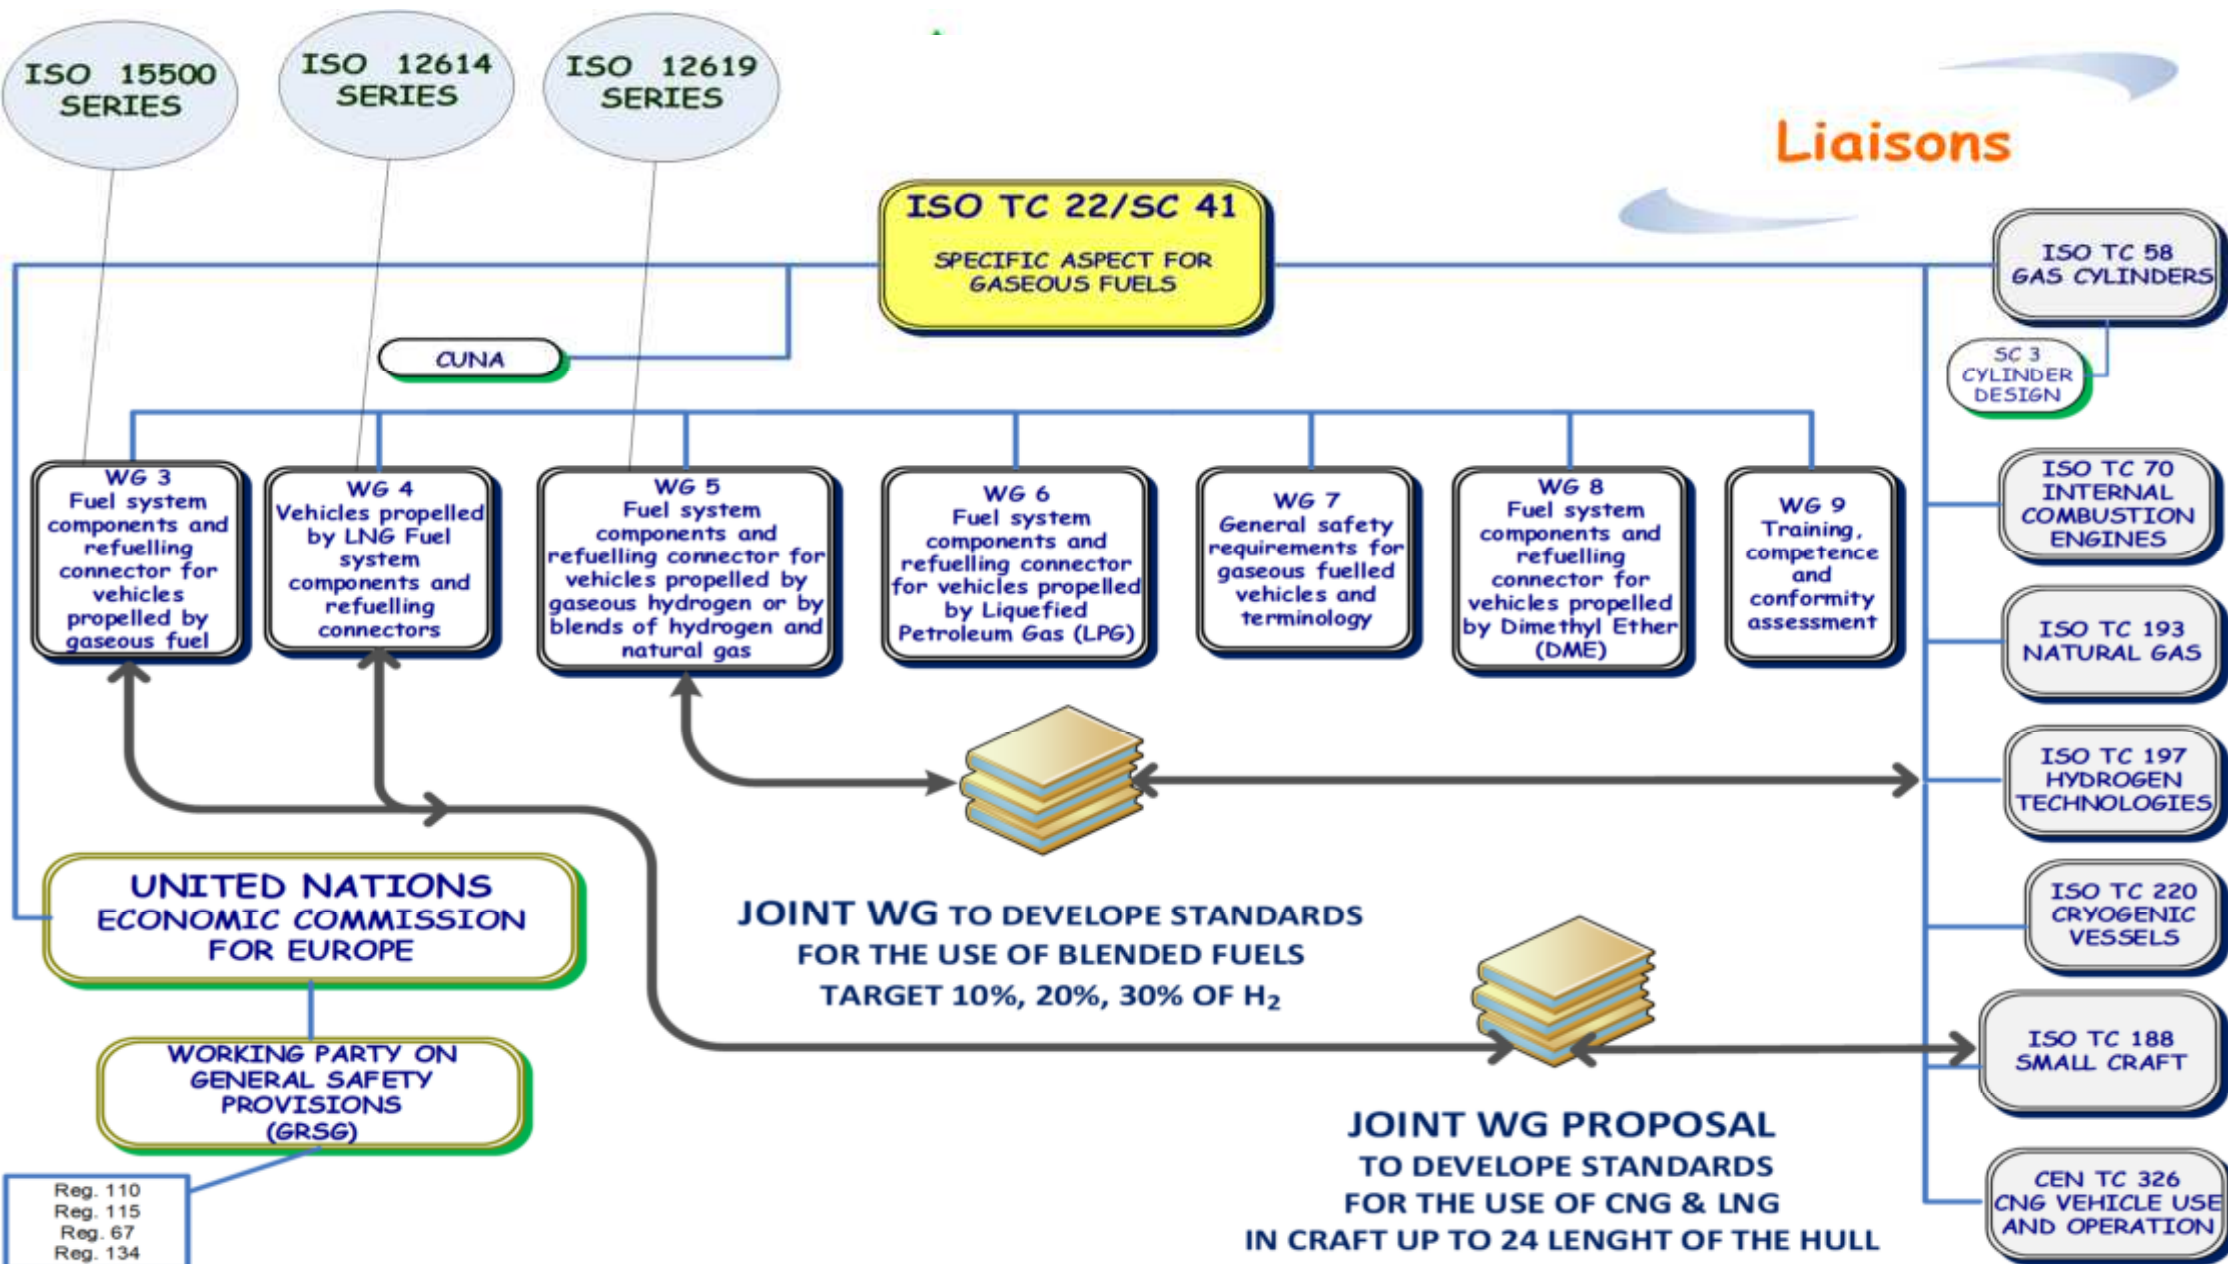 ISO 15500
SERIES
ISO 12614
SERIES
ISO 12619
SERIES
Liaisons
ISO TC 22/SC 41
SPECIFIC ASPECT FOR
GASEOUS FUELS
CUNA
WG 3
Fuel system
components and
refuelling
connector for
vehicles
propelled by
gaseous fuel
WG 4
Vehicles propelled
by LNG Fuel
system
components and
refuelling
connectors
WG 5
Fuel system
components and
refuelling connector for
vehicles propelled by
gaseous hydrogen or by
blends of hydrogen and
natural gas
WG 6
Fuel system
components and
refuelling connector
for vehicles propelled
by Liquefied
Petroleum Gas (LPG)
WG 7
General safety
requirements for
gaseous fuelled
vehicles and
terminology
WG 8
Fuel system
components and
refuelling
connector for
vehicles propelled
by Dimethyl Ether
(DME)
WG 9
Training,
competence
and
conformity
assessment
ISO TC 58
GAS CYLINDERS
SC 3
CYLINDER
DESIGN
ISO TC 70
INTERNAL
COMBUSTION
ENGINES
ISO TC 193
NATURAL GAS
ISO TC 197
HYDROGEN
TECHNOLOGIES
ISO TC 220
CRYOGENIC
VESSELS
ISO TC 188
SMALL CRAFT
CEN TC 326
CNG VEHICLE USE
AND OPERATION
UNITED NATIONS
ECONOMIC COMMISSION
FOR EUROPE
WORKING PARTY ON
GENERAL SAFETY
PROVISIONS
(GRSG)
Reg. 110
Reg. 115
Reg. 67
Reg. 134
JOINT WG TO DEVELOPE STANDARDS
FOR THE USE OF BLENDED FUELS
TARGET 10%, 20%, 30% OF H₂
JOINT WG PROPOSAL
TO DEVELOPE STANDARDS
FOR THE USE OF CNG & LNG
IN CRAFT UP TO 24 LENGHT OF THE HULL